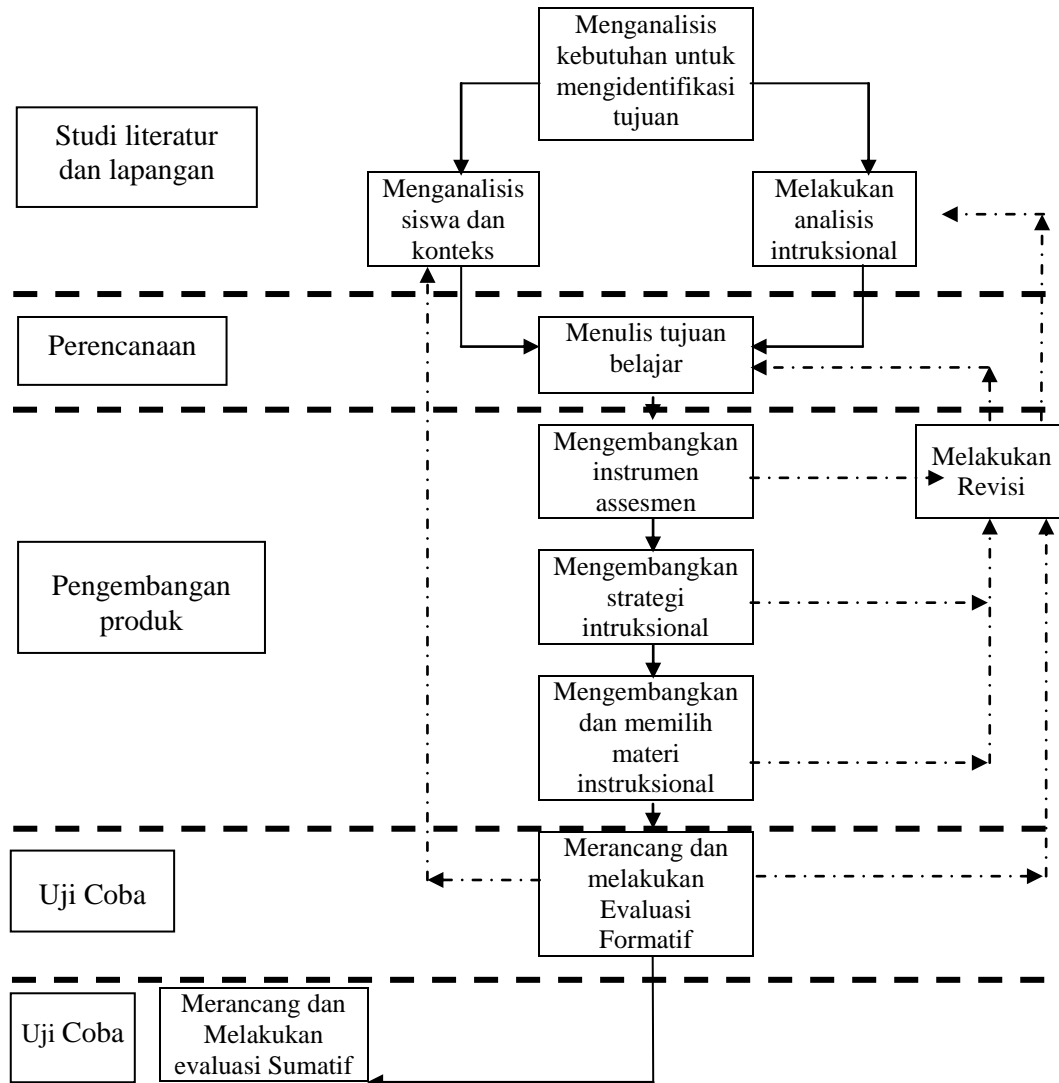 Menganalisis
kebutuhan untuk
mengidentifikasi
tujuan
Studi literatur
dan lapangan
Menganalisis
siswa dan
konteks
Melakukan
analisis
intruksional
Perencanaan
Menulis tujuan
belajar
Mengembangkan
instrumen
assesmen
Melakukan
Revisi
Pengembangan
produk
Mengembangkan
strategi
intruksional
Mengembangkan
dan memilih
materi
instruksional
Uji Coba
Merancang dan
melakukan
Evaluasi
Formatif
Uji Coba
Merancang dan
Melakukan
evaluasi Sumatif